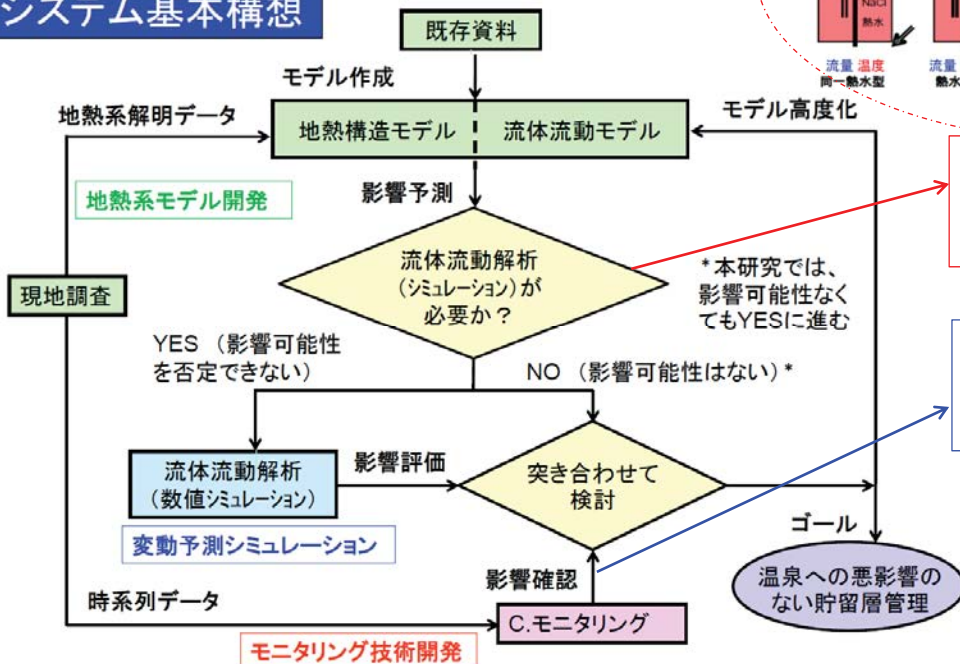 システム基本構想
既存資料
NaCl
熱水
流量 温度
同一熱水型
流量
熱水
モデル作成
地熱系解明データ
モデル高度化
地熱構造モデル
流体流動モデル
地熱系モデル開発
影響予測
現地調査
流体流動解析
(シミュレーション)が
必要か?
*本研究では、
影響可能性なく
てもYESに進む
YES (影響可能性
を否定できない)
NO (影響可能性はない)*
流体流動解析
(数値シミュレーション)
影響評価
突き合わせて
検討
変動予測シミュレーション
ゴール
影響確認
温泉への悪影響の
ない貯留層管理
時系列データ
C.モニタリング
モニタリング技術開発